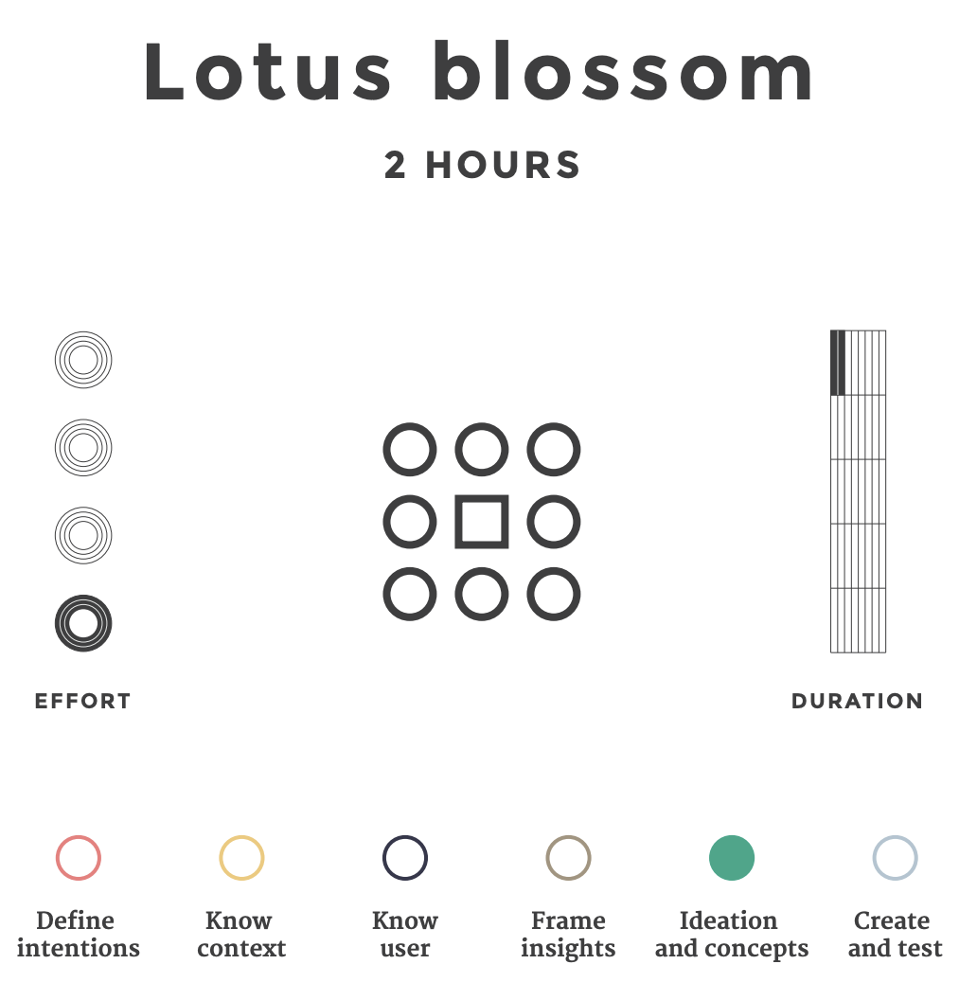 Lotus blossom
2 HOURS
EFFORT
DURATION
Define
intentions
Know
context
Know
user
Frame
insights
Ideation
and concepts
Create
and test